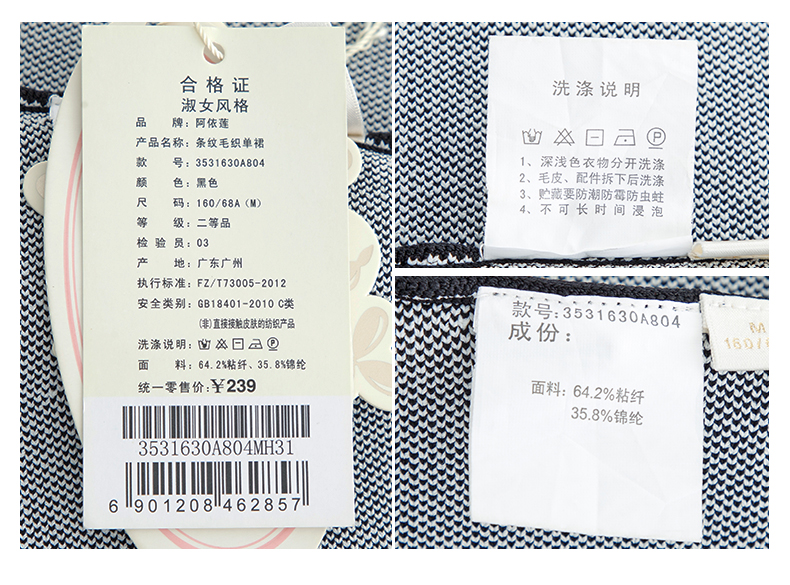 合格证
淑女风格
品 牌：阿依莲
产品名称：条纹毛织单裙
款 号：3531630A804
颜 色：黑色
尺 码：160/68A（M）
等 级：二等品
检 验 员：03
产 地：广东广州
执行标准：FZ/T73005-2012
安全类别：GB18401-2010 C类
(非)直接接触皮肤的纺织产品
洗涤说明：
面 料：64.2%粘纤、35.8%锦纶
统一零售价：¥239
3531630A804MH31
6 901208 462857
洗涤说明
1、深浅色衣物分开洗涤
2、毛皮、配件拆下后洗涤
3、贮藏要防潮防霉防虫蛀
4、不可长时间浸泡
款号：3531630A804
成份：
面料：64.2%粘纤
35.8%锦纶
M
160/